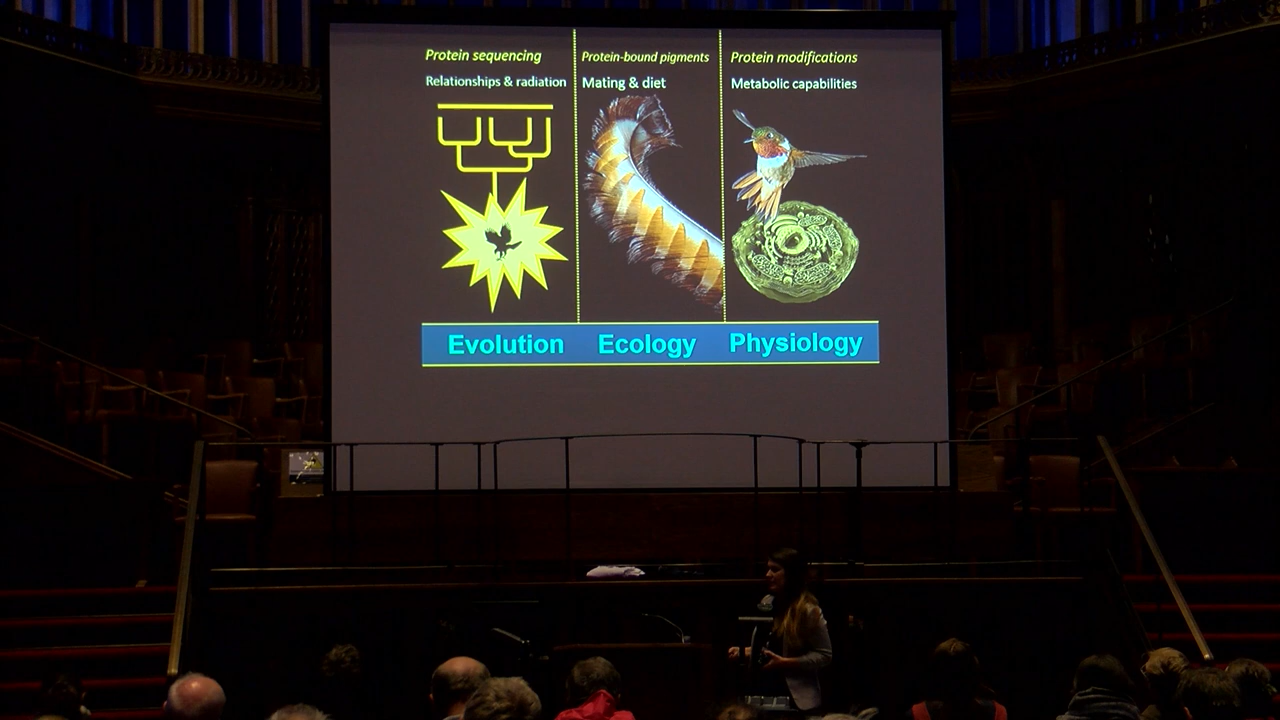 Protein sequencing
Relationships & radiation
Protein-bound pigments
Mating & diet
Protein modifications
Metabolic capabilities
Evolution
Ecology
Physiology